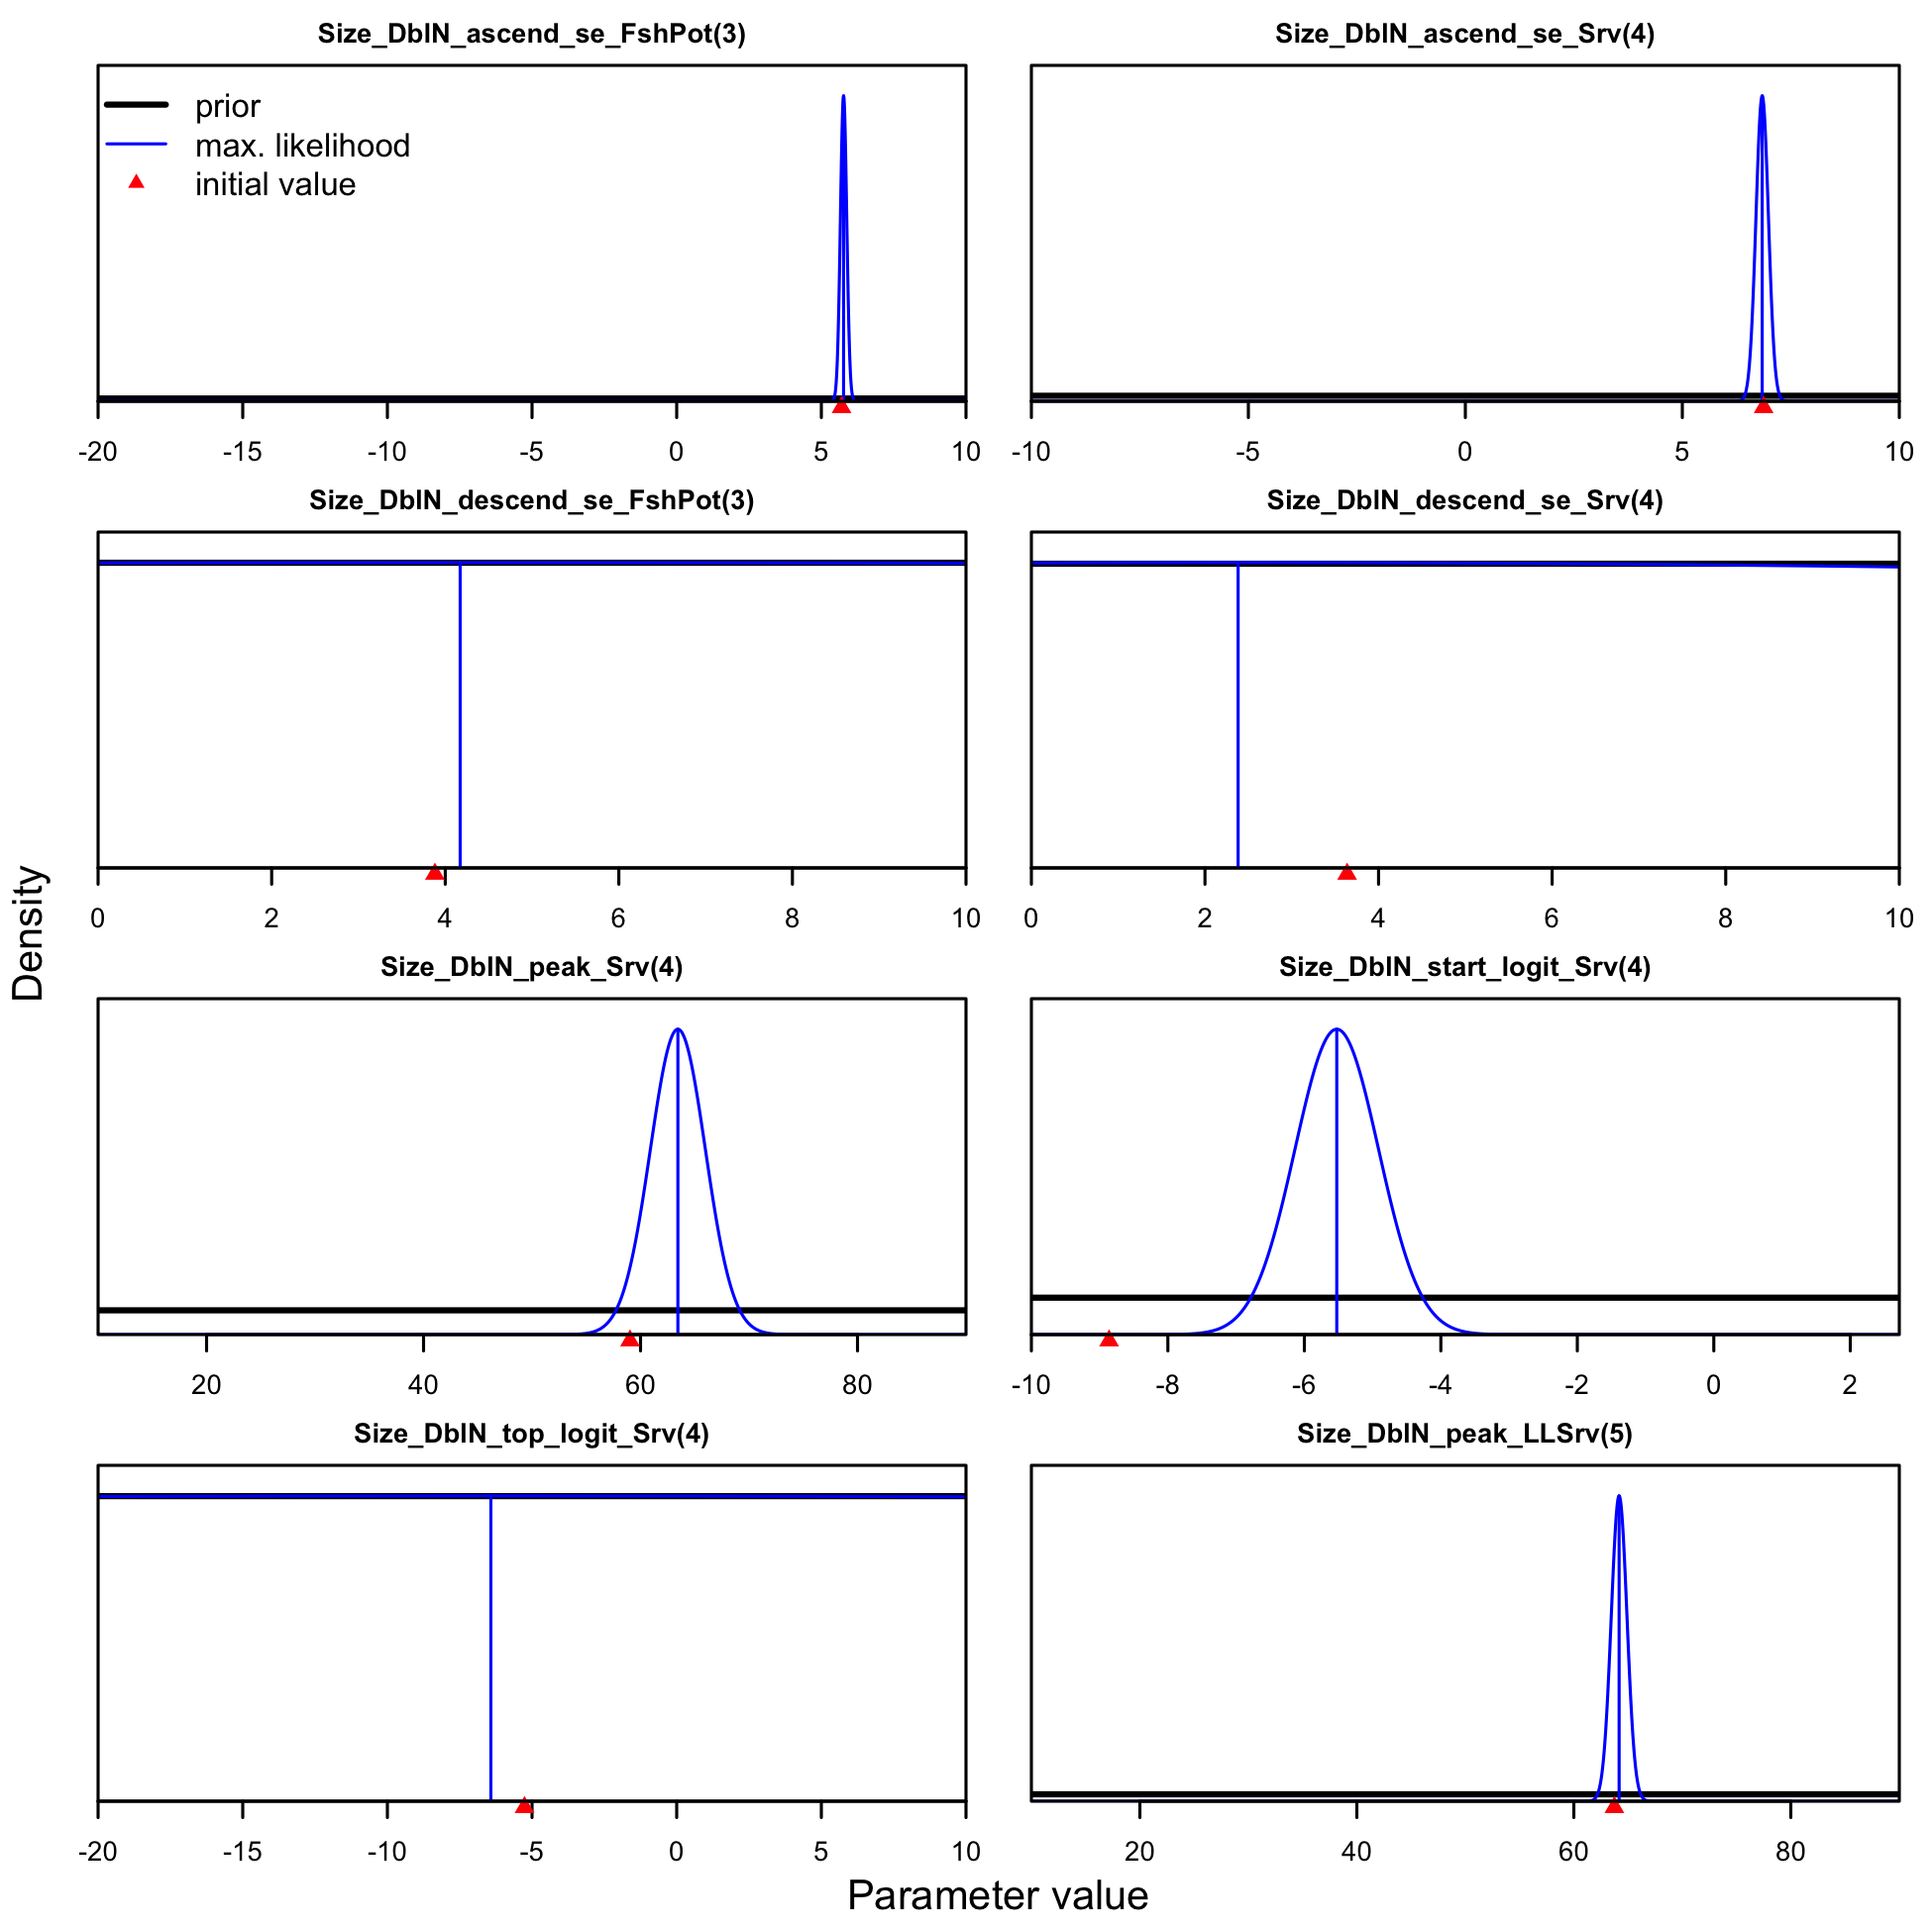 Size_DblN_ascend_se_FshPot(3)
Size_DblN_ascend_se_Srv(4)
prior
max. likelihood
initial value
-20 -15 -10 -5 0 5 10
-10 -5 0 5 10
Size_DblN_descend_se_FshPot(3)
Size_DblN_descend_se_Srv(4)
0 2 4 6 8 10
0 2 4 6 8 10
Density
Size_DblN_peak_Srv(4)
Size_DblN_start_logit_Srv(4)
20 40 60 80
-10 -8 -6 -4 -2 0 2
Size_DblN_top_logit_Srv(4)
Size_DblN_peak_LLSrv(5)
-20 -15 -10 -5 0 5 10
20 40 60 80
Parameter value